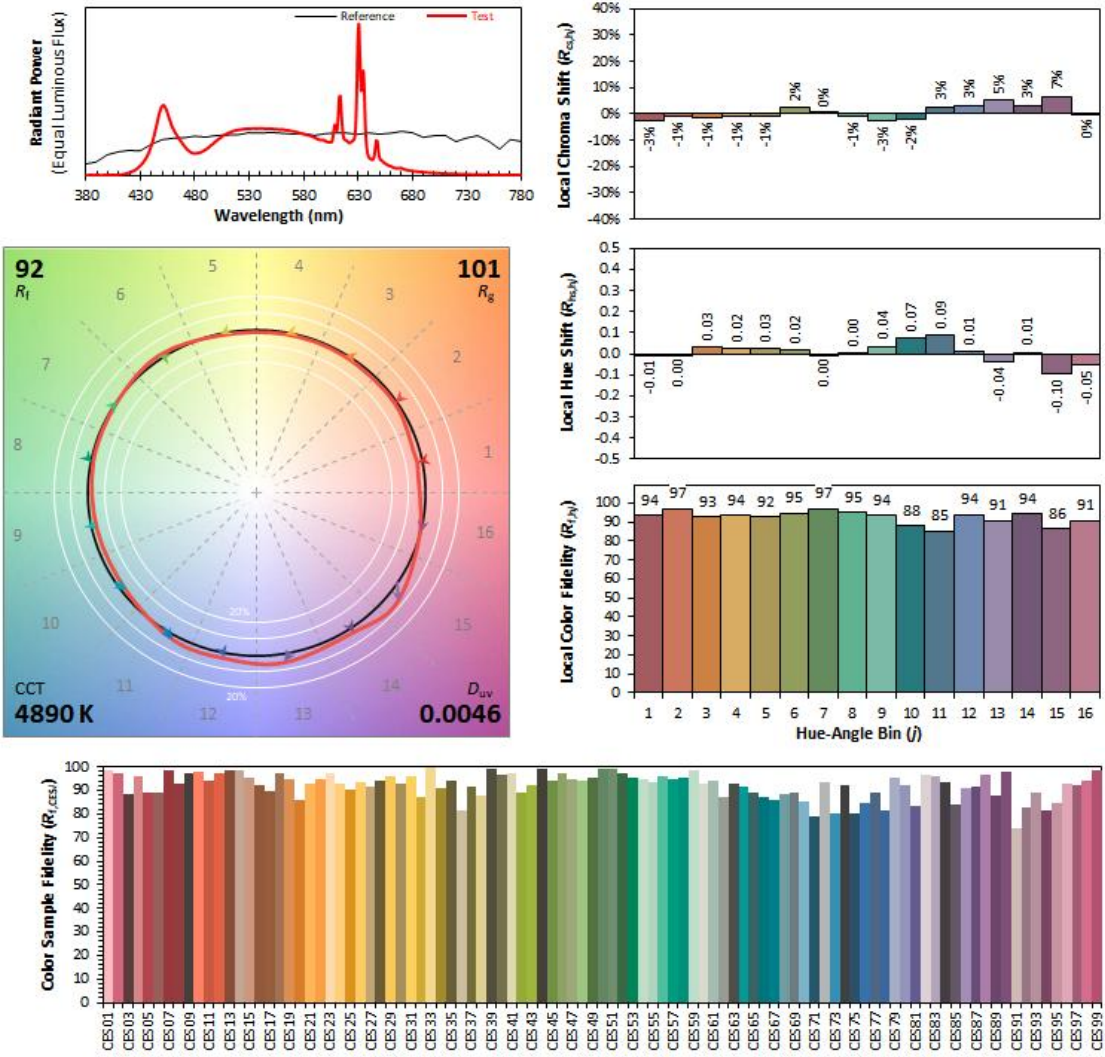 Reference
Test
Radiant Power
(Equal Luminous Flux)
380 430 480 530 580 630 680 730 780
Wavelength (nm)
Local Chroma Shift (Rcs,hj)
40%
30%
20%
10%
0%
-10%
-20%
-30%
-40%
-3% -1% -1% -1% -1% 2% 0% -1% -3% -2% 3% 3% 5% 3% 7% 0%
92
Rf
101
Rg
5 4
6 3
7 2
8 1
9 16
10 15
11 14
12 13
20%
20%
CCT
4890 K
Duv
0.0046
Local Hue Shift (Rhs,hj)
0.5
0.4
0.3
0.2
0.1
0.0
-0.1
-0.2
-0.3
-0.4
-0.5
-0.01 0.00 0.03 0.02 0.03 0.02 0.00 0.00 0.04 0.07 0.09 0.01 -0.04 0.01 -0.10 -0.05
Local Color Fidelity (Rf,hj)
100
90
80
70
60
50
40
30
20
10
0
94 97 93 94 92 95 97 95 94 88 85 94 91 94 86 91
1 2 3 4 5 6 7 8 9 10 11 12 13 14 15 16
Hue-Angle Bin (j)
Color Sample Fidelity (Rf,CESi)
100
90
80
70
60
50
40
30
20
10
0
CES01 CES03 CES05 CES07 CES09 CES11 CES13 CES15 CES17 CES19 CES21 CES23 CES25 CES27 CES29 CES31 CES33 CES35 CES37 CES39 CES41 CES43 CES45 CES47 CES49 CES51 CES53 CES55 CES57 CES59 CES61 CES63 CES65 CES67 CES69 CES71 CES73 CES75 CES77 CES79 CES81 CES83 CES85 CES87 CES89 CES91 CES93 CES95 CES97 CES99